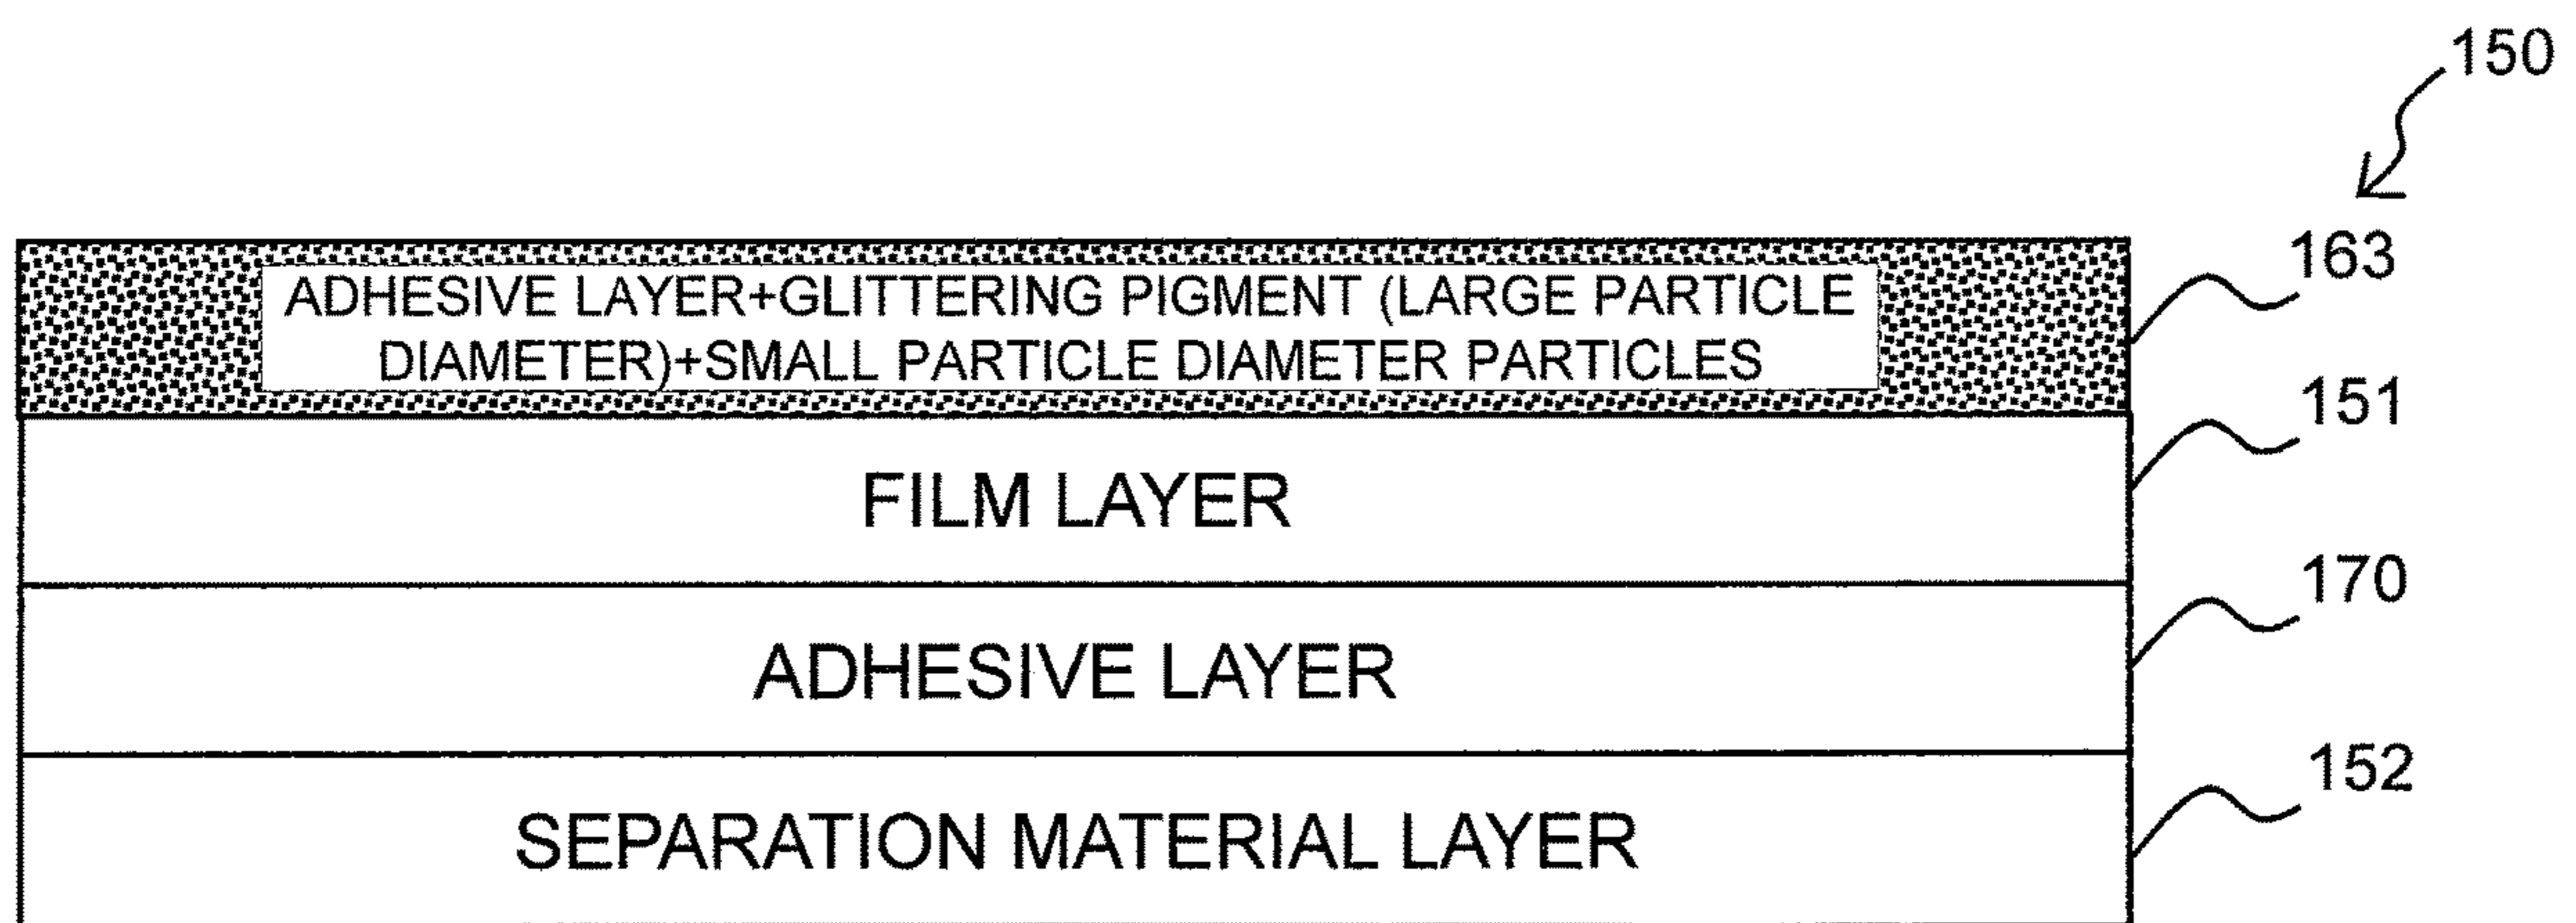 150
ADHESIVE LAYER+GLITTERING PIGMENT (LARGE PARTICLE
DIAMETER)+SMALL PARTICLE DIAMETER PARTICLES
163
FILM LAYER
151
ADHESIVE LAYER
170
SEPARATION MATERIAL LAYER
152